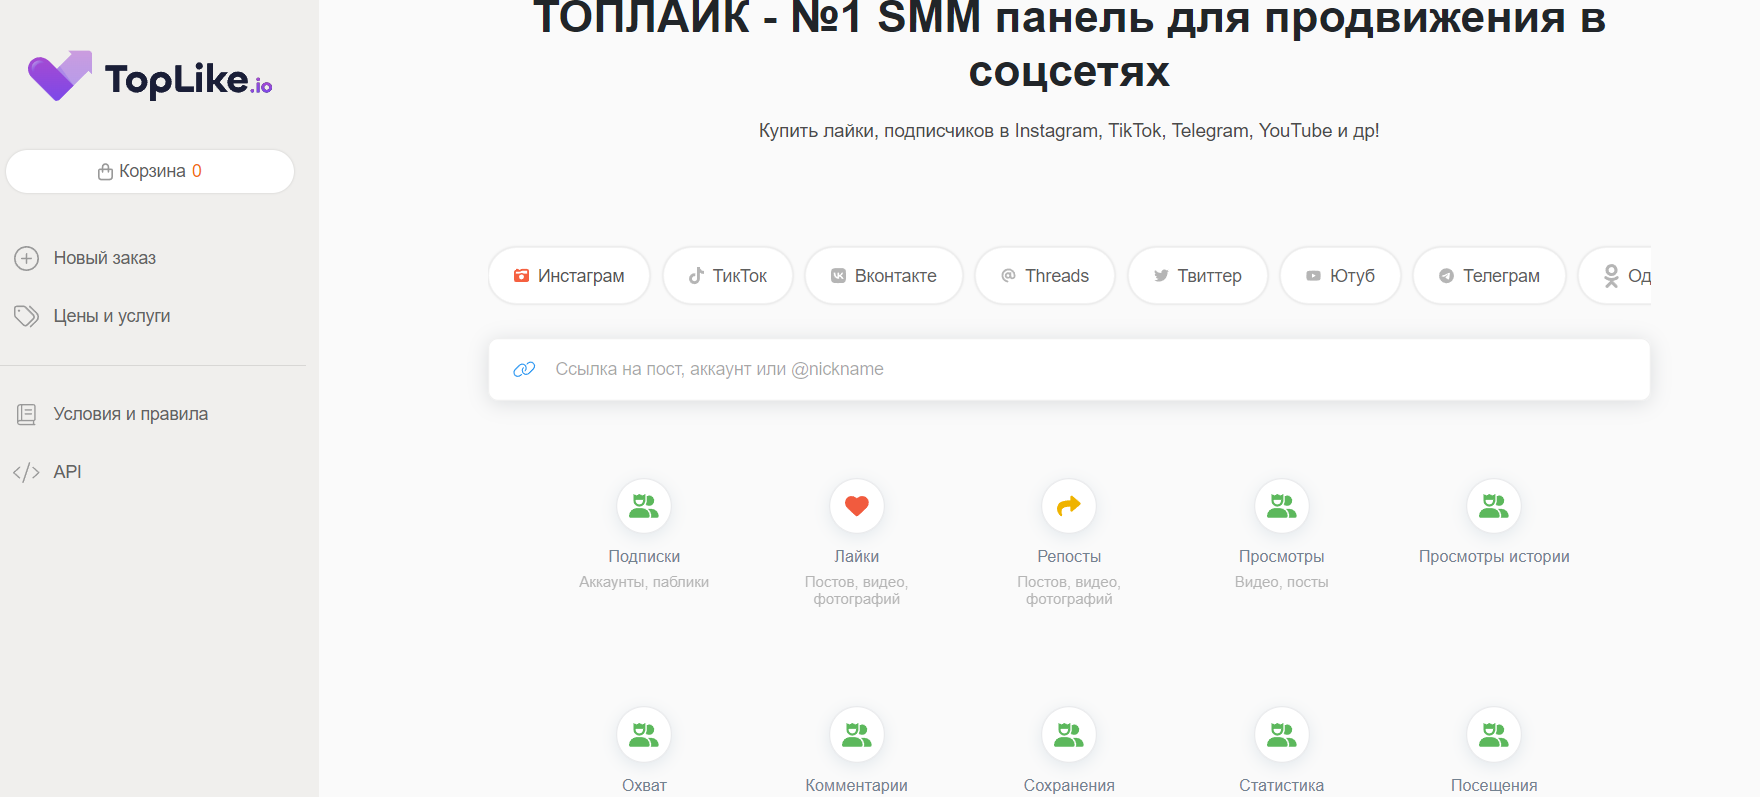 ТОПЛАЙК - №1 SMM панель для продвижения в
соцсетях
Купить лайки, подписчиков в Instagram, TikTok, Telegram, YouTube и др!
TopLike.io
Корзина 0
Новый заказ
Цены и услуги
Условия и правила
API
Инстаграм
ТикТок
Вконтакте
Threads
Твиттер
Ютуб
Телеграм
Од
Ссылка на пост, аккаунт или @nickname
Подписки
Аккаунты, паблики
Лайки
Постов, видео,
фотографий
Репосты
Постов, видео,
фотографий
Просмотры
Видео, посты
Просмотры истории
Охват
Комментарии
Сохранения
Статистика
Посещения